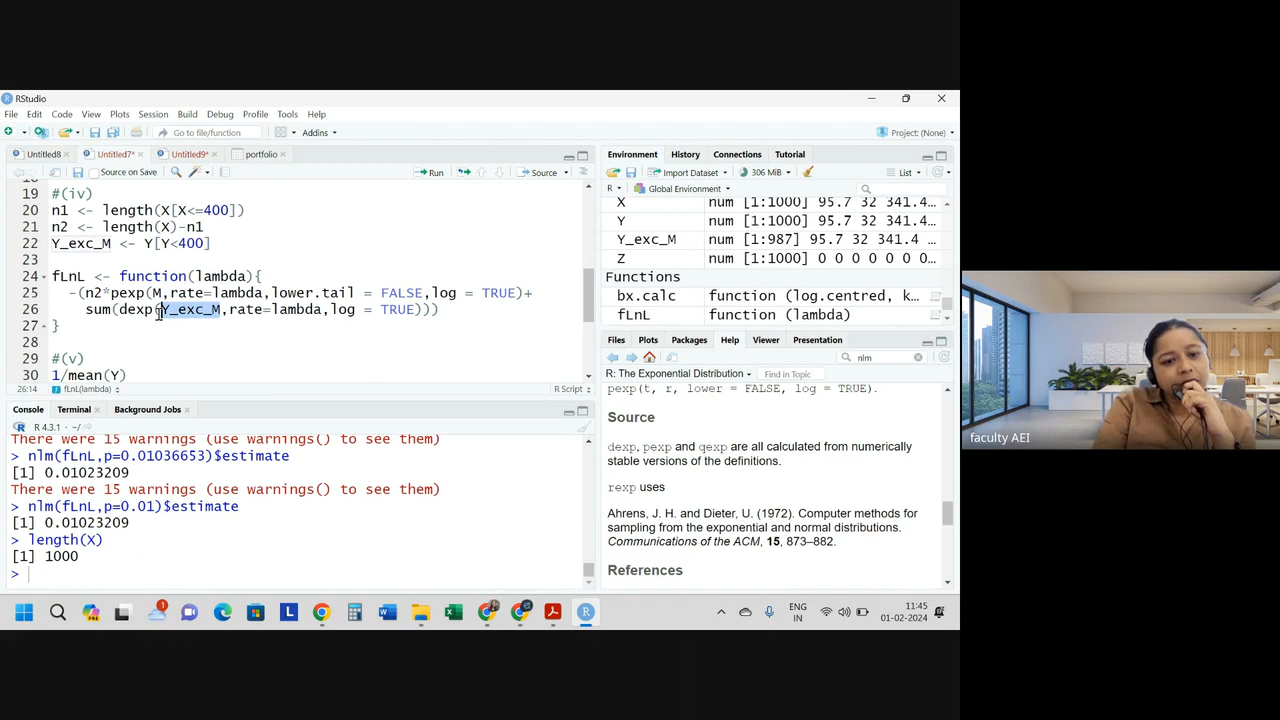 RStudio
File Edit Code View Plots Session Build Debug Profile Tools Help
Go to file/function Addins Project: (None)
Untitled8 Untitled7* Untitled9* portfolio
Source on Save Run Source
19 #(iv)
20 n1 <- length(X[X<=400])
21 n2 <- length(X)-n1
22 Y_exc_M <- Y[Y<400]
23
24 fLnL <- function(lambda){
25 -(n2*pexp(M,rate=lambda,lower.tail = FALSE,log = TRUE)+
26 sum(dexp(Y_exc_M,rate=lambda,log = TRUE)))
27 }
28
29 #(v)
30 1/mean(Y)
26:14 fLnL(lambda) R Script
Console Terminal Background Jobs
R 4.3.1 · ~/
There were 15 warnings (use warnings() to see them)
> nlm(fLnL,p=0.01036653)$estimate
[1] 0.01023209
There were 15 warnings (use warnings() to see them)
> nlm(fLnL,p=0.01)$estimate
[1] 0.01023209
> length(X)
[1] 1000
>
Environment History Connections Tutorial
Import Dataset 306 MiB List
R Global Environment
X num [1:1000] 95.7 32 341.4...
Y num [1:1000] 95.7 32 341.4...
Y_exc_M num [1:987] 95.7 32 341.4 ...
Z num [1:1000] 0 0 0 0 0 0 0...
Functions
bx.calc function (log.centred, k...
fLnL function (lambda)
Files Plots Packages Help Viewer Presentation
nlm
R: The Exponential Distribution Find in Topic
pexp(t, r, lower = FALSE, log = TRUE).
Source
dexp, pexp and qexp are all calculated from numerically
stable versions of the definitions.
rexp uses
Ahrens, J. H. and Dieter, U. (1972). Computer methods for
sampling from the exponential and normal distributions.
Communications of the ACM, 15, 873–882.
References
faculty AEI
1
L
ENG
IN
11:45
01-02-2024